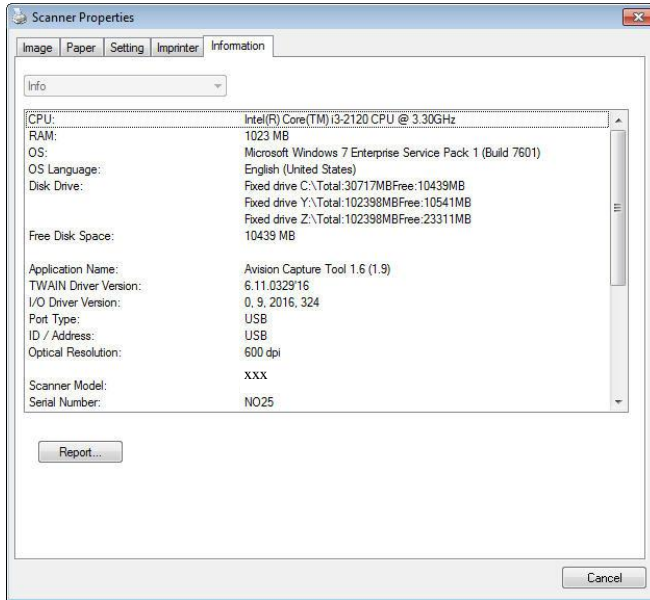 Scanner Properties
Image Paper Setting Imprinter Information
Info
CPU: Intel(R) Core(TM) i3-2120 CPU @ 3.30GHz
RAM: 1023 MB
OS: Microsoft Windows 7 Enterprise Service Pack 1 (Build 7601)
OS Language: English (United States)
Disk Drive: Fixed drive C:\Total:30717MBFree:10439MB
Fixed drive Y:\Total:102398MBFree:10541MB
Fixed drive Z:\Total:102398MBFree:23311MB
Free Disk Space: 10439 MB
Application Name: Avision Capture Tool 1.6 (1.9)
TWAIN Driver Version: 6.11.0329'16
I/O Driver Version: 0, 9, 2016, 324
Port Type: USB
ID / Address: USB
Optical Resolution: 600 dpi
Scanner Model: xxx
Serial Number: NO25
Report...
Cancel